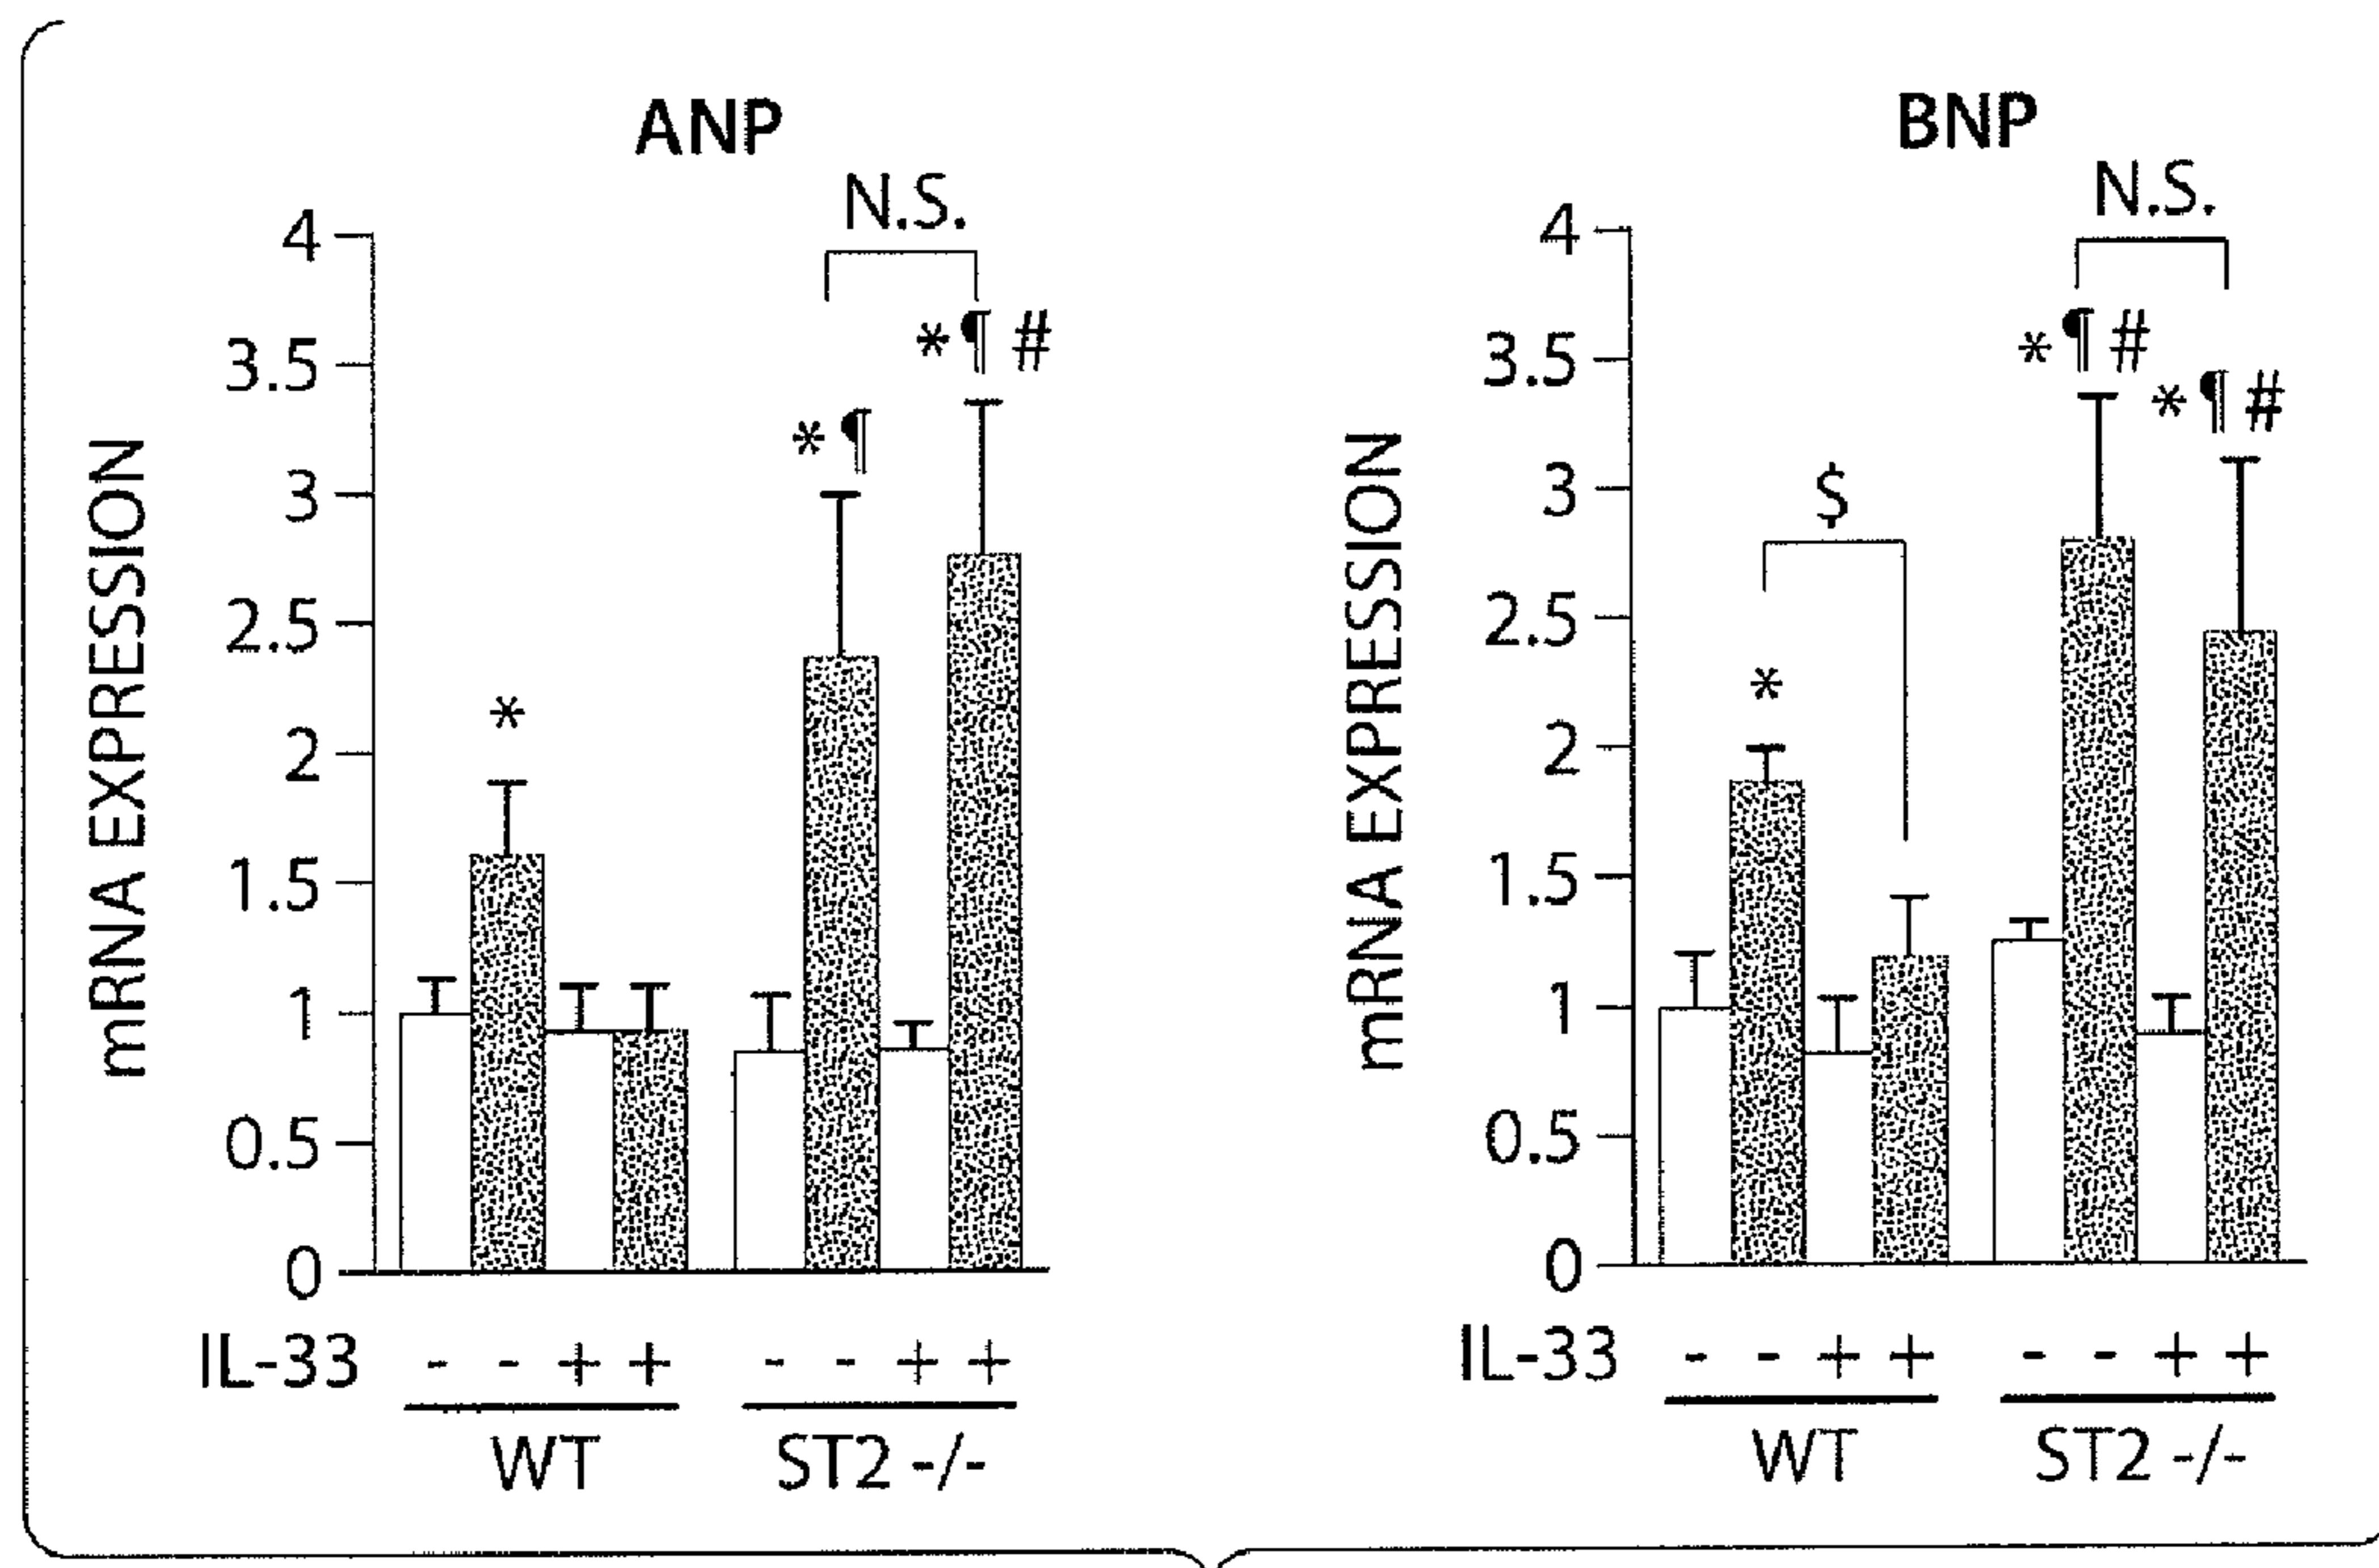 ANP
N.S.
4
3.5
3
2.5
2
1.5
1
0.5
0
mRNA EXPRESSION
* *¶ *¶#
IL-33 - - + + - - + +
WT ST2 -/-
BNP
N.S.
4
3.5
3
2.5
2
1.5
1
0.5
0
mRNA EXPRESSION
* $ *¶# *¶#
IL-33 - - + + - - + +
WT ST2 -/-